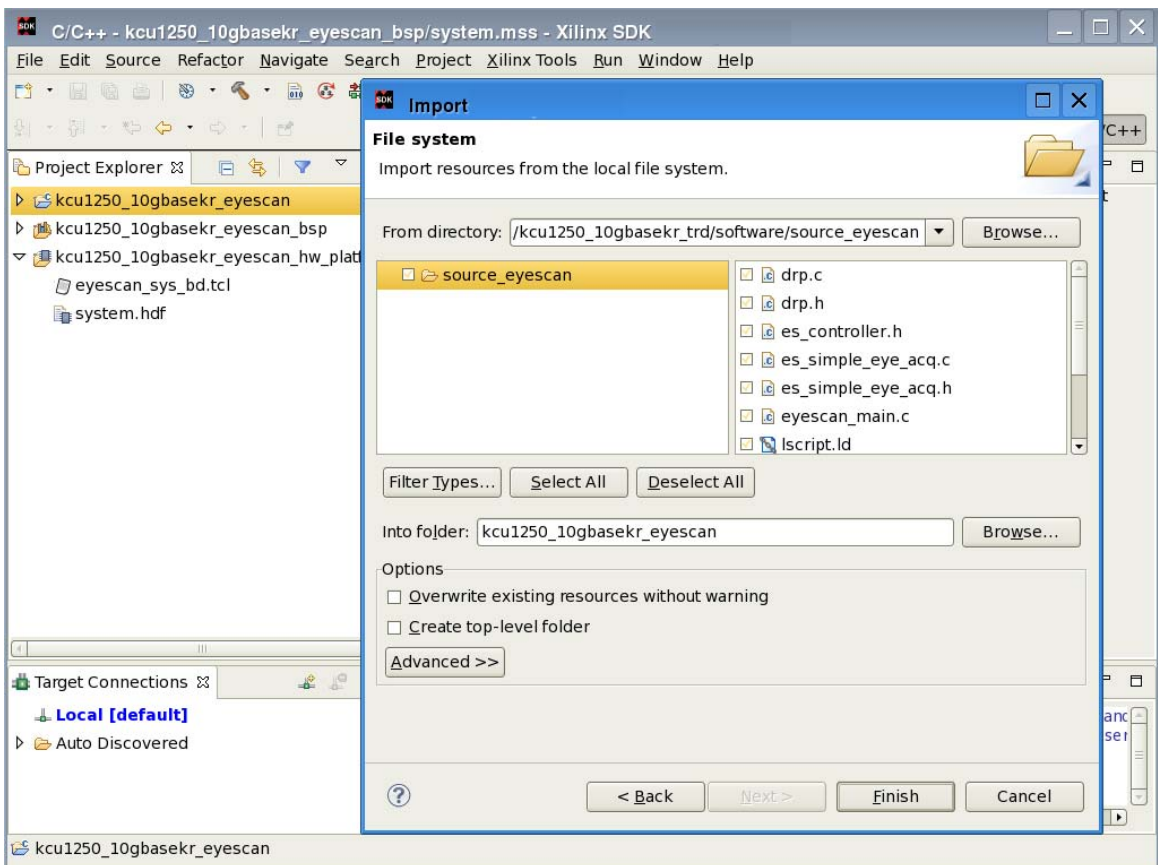 C/C++ - kcu1250_10gbasekr_eyescan_bsp/system.mss - Xilinx SDK
File Edit Source Refactor Navigate Search Project Xilinx Tools Run Window Help
Import
File system
Import resources from the local file system.
C++
Project Explorer
kcu1250_10gbasekr_eyescan
kcu1250_10gbasekr_eyescan_bsp
kcu1250_10gbasekr_eyescan_hw_platf
eyescan_sys_bd.tcl
system.hdf
From directory: /kcu1250_10gbasekr_trd/software/source_eyescan Browse...
source_eyescan
drp.c
drp.h
es_controller.h
es_simple_eye_acq.c
es_simple_eye_acq.h
eyescan_main.c
lscript.ld
Filter Types... Select All Deselect All
Into folder: kcu1250_10gbasekr_eyescan Browse...
Options
Overwrite existing resources without warning
Create top-level folder
Advanced >>
Target Connections
Local [default]
Auto Discovered
and
ser
< Back Next > Finish Cancel
kcu1250_10gbasekr_eyescan